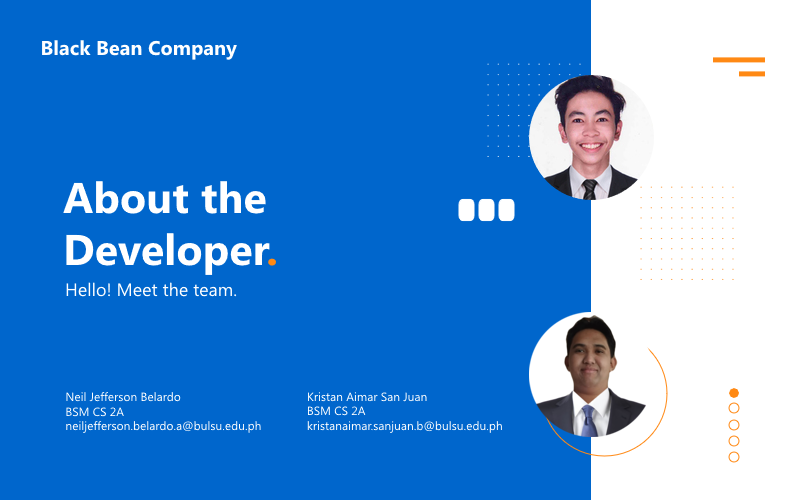 Black Bean Company
About the
Developer.
Hello! Meet the team.
Neil Jefferson Belardo
BSM CS 2A
neiljefferson.belardo.a@bulsu.edu.ph
Kristan Aimar San Juan
BSM CS 2A
kristanaimar.sanjuan.b@bulsu.edu.ph